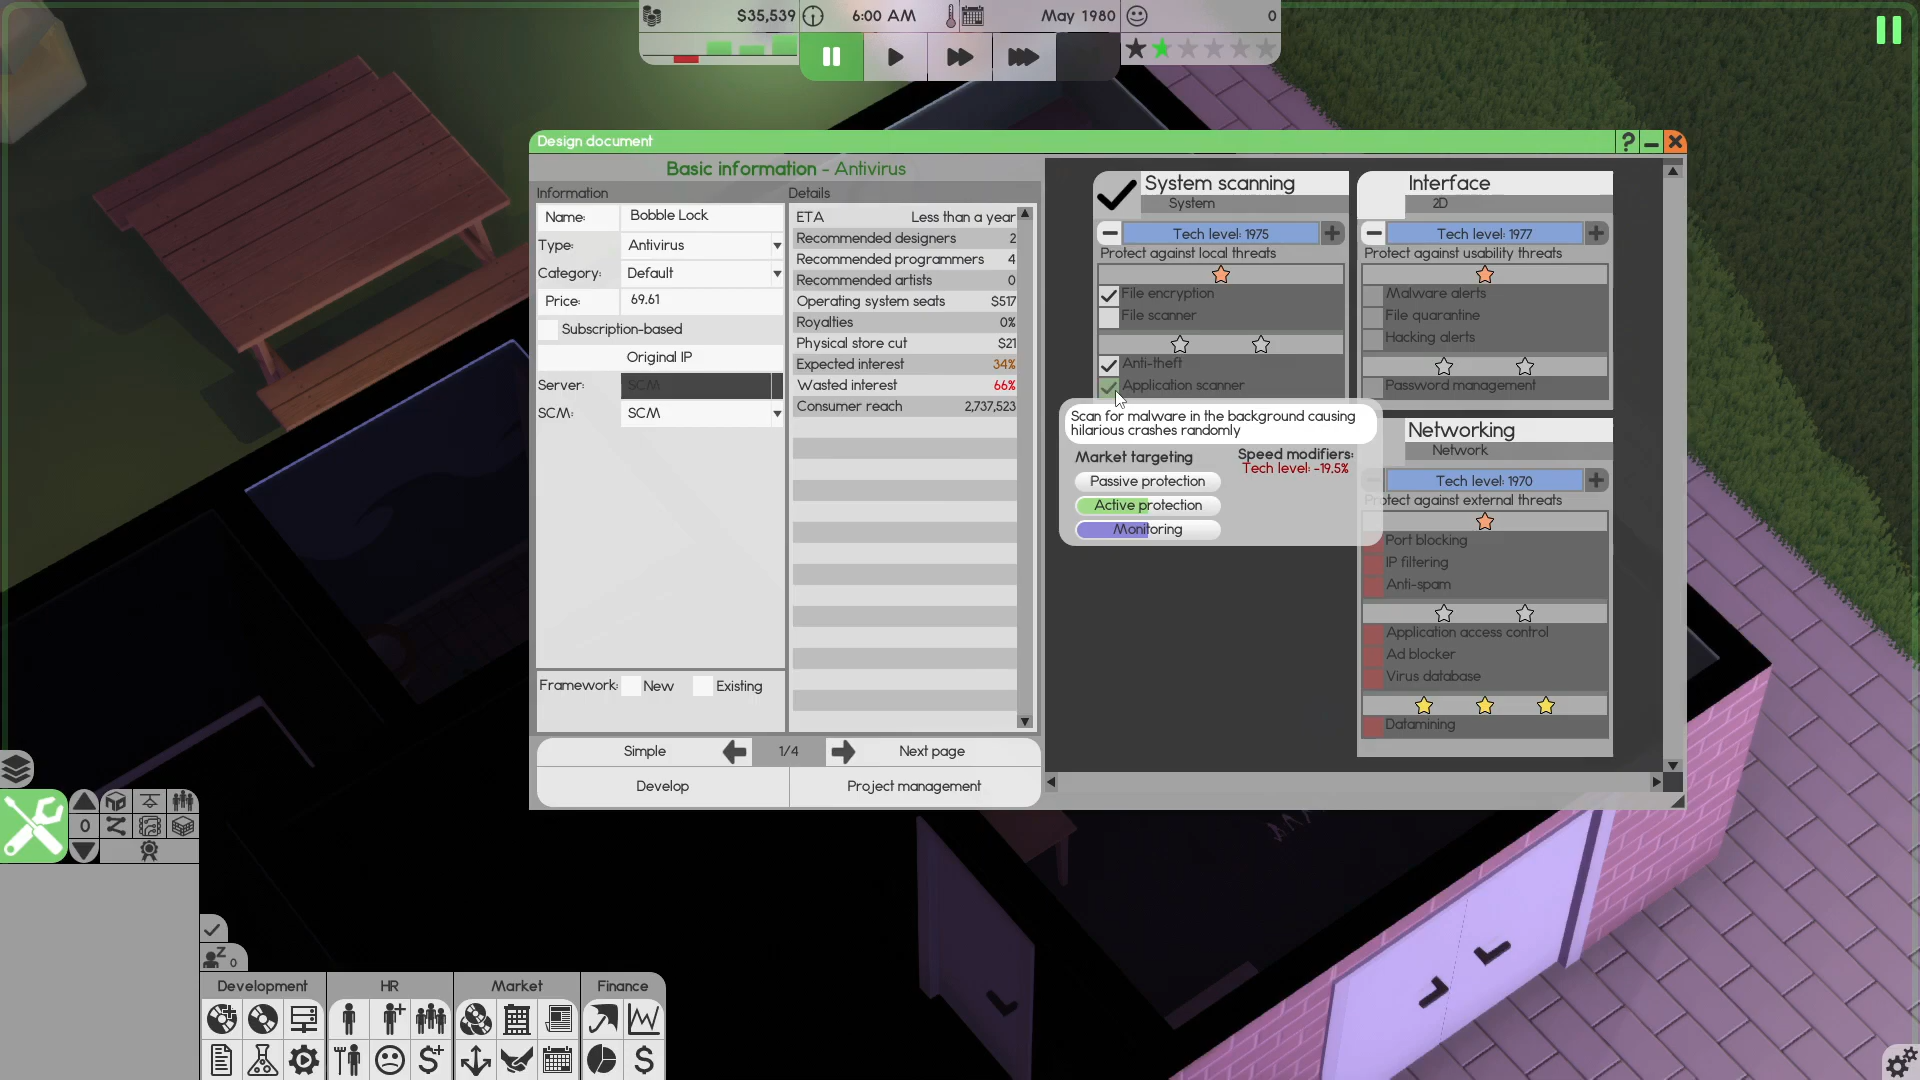 $35,539
6:00 AM
May 1980
0
Design document
?
Basic information - Antivirus
Information
Details
Name:
Bobble Lock
Type:
Antivirus
Category:
Default
Price:
69.61
Subscription-based
Original IP
Server:
SCM
SCM:
SCM
ETA
Less than a year
Recommended designers
2
Recommended programmers
4
Recommended artists
0
Operating system seats
$517
Royalties
0%
Physical store cut
$21
Expected interest
34%
Wasted interest
66%
Consumer reach
2,737,523
Framework:
New
Existing
Simple
1/4
Next page
Develop
Project management
System scanning
System
Tech level: 1975
Protect against local threats
File encryption
File scanner
Anti-theft
Application scanner
Scan for malware in the background causing
hilarious crashes randomly
Market targeting
Passive protection
Active protection
Monitoring
Speed modifiers:
Tech level: -19.5%
Interface
2D
Tech level: 1977
Protect against usability threats
Malware alerts
File quarantine
Hacking alerts
Password management
Networking
Network
Tech level: 1970
Protect against external threats
Port blocking
IP filtering
Anti-spam
Application access control
Ad blocker
Virus database
Datamining
0
Z
0
Development
HR
Market
Finance